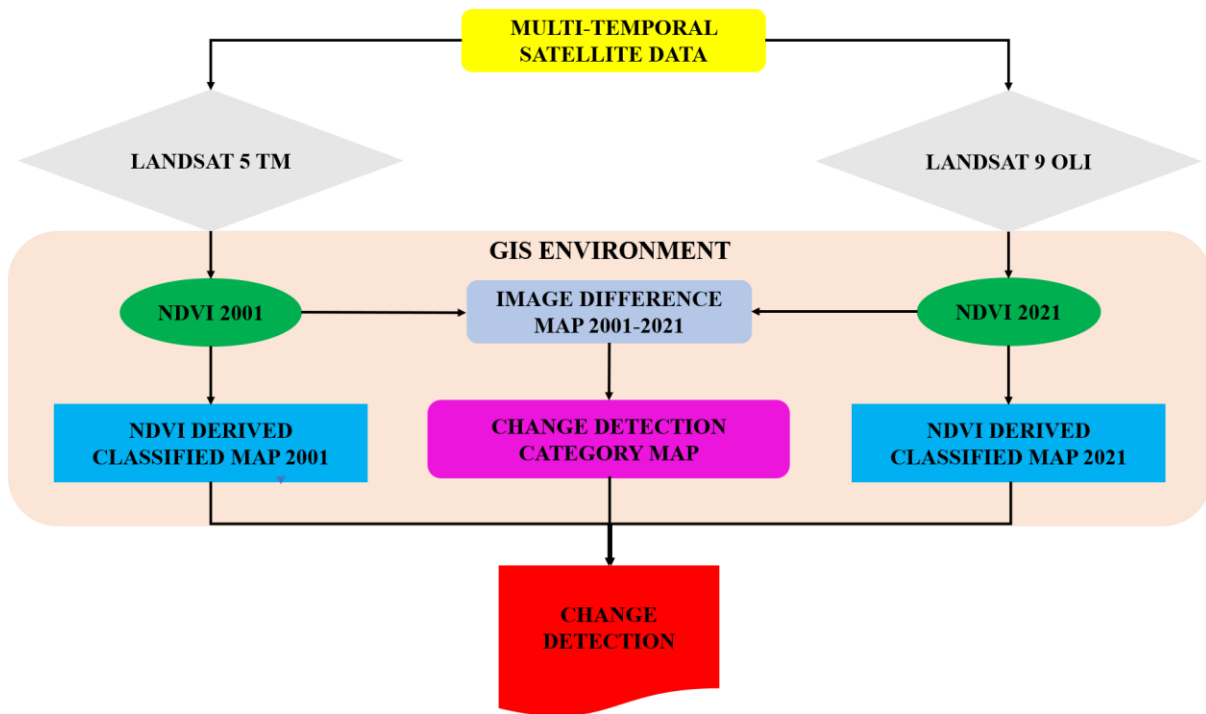 MULTI-TEMPORAL
SATELLITE DATA
LANDSAT 5 TM
LANDSAT 9 OLI
GIS ENVIRONMENT
NDVI 2001
IMAGE DIFFERENCE
MAP 2001-2021
NDVI 2021
NDVI DERIVED
CLASSIFIED MAP 2001
CHANGE DETECTION
CATEGORY MAP
NDVI DERIVED
CLASSIFIED MAP 2021
CHANGE
DETECTION